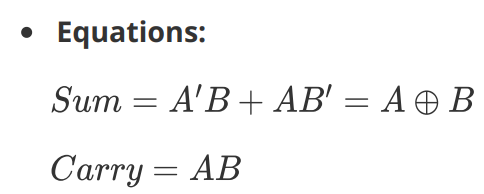 • Equations:
Sum = A′B + AB′ = A ⊕ B
Carry = AB